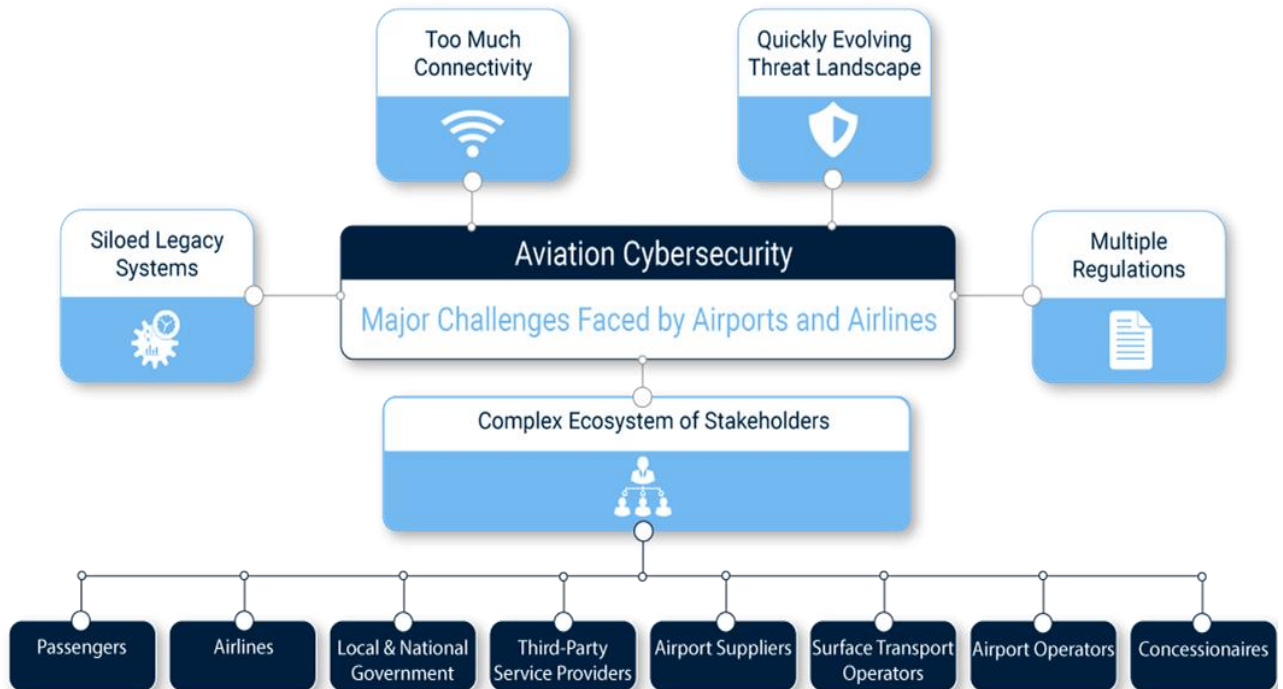 Too Much
Connectivity
Quickly Evolving
Threat Landscape
Siloed Legacy
Systems
Aviation Cybersecurity
Major Challenges Faced by Airports and Airlines
Multiple
Regulations
Complex Ecosystem of Stakeholders
Passengers
Airlines
Local & National
Government
Third-Party
Service Providers
Airport Suppliers
Surface Transport
Operators
Airport Operators
Concessionaires